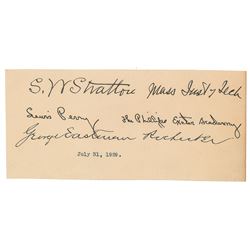 S. W Stratton Mass Inst of Tech
Lewis Perry The Phillips Exeter Academy
George Eastman Rochester
July 31, 1929.